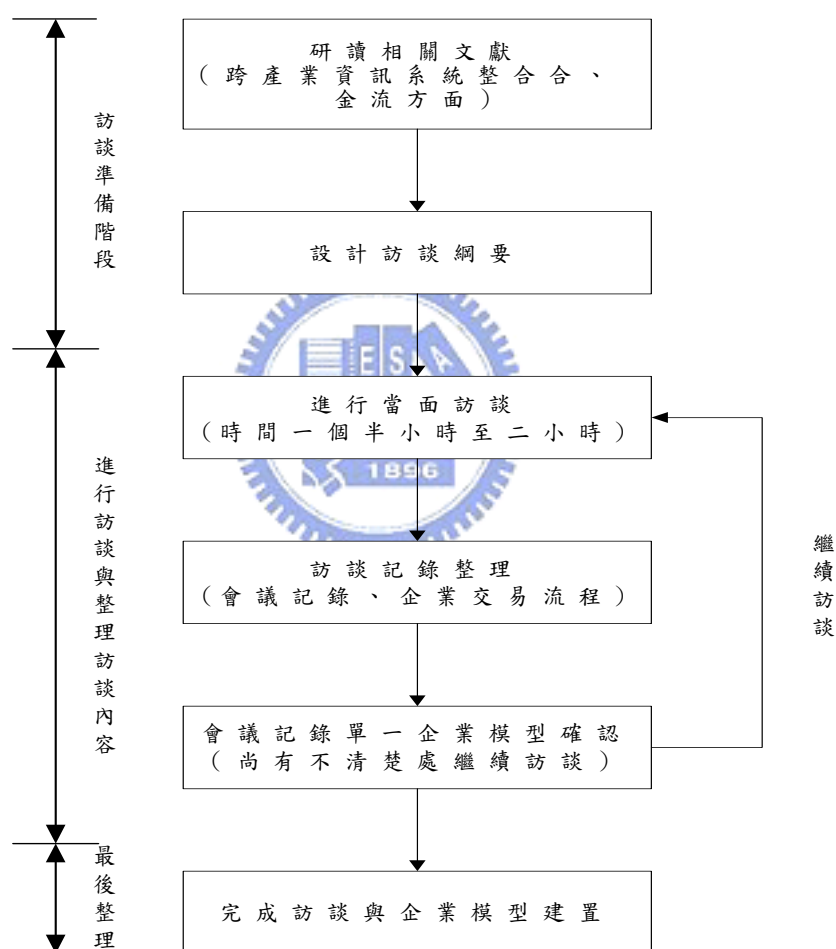 研讀相關文獻
(跨產業資訊系統整合合、
金流方面)
訪談準備階段
設計訪談綱要
ESA
進行當面訪談
(時間一個半小時至二小時)
1896
進行訪談與整理訪談內容
訪談記錄整理
(會議記錄、企業交易流程)
繼續訪談
會議記錄單一企業模型確認
(尚有不清楚處繼續訪談)
最後整理
完成訪談與企業模型建置